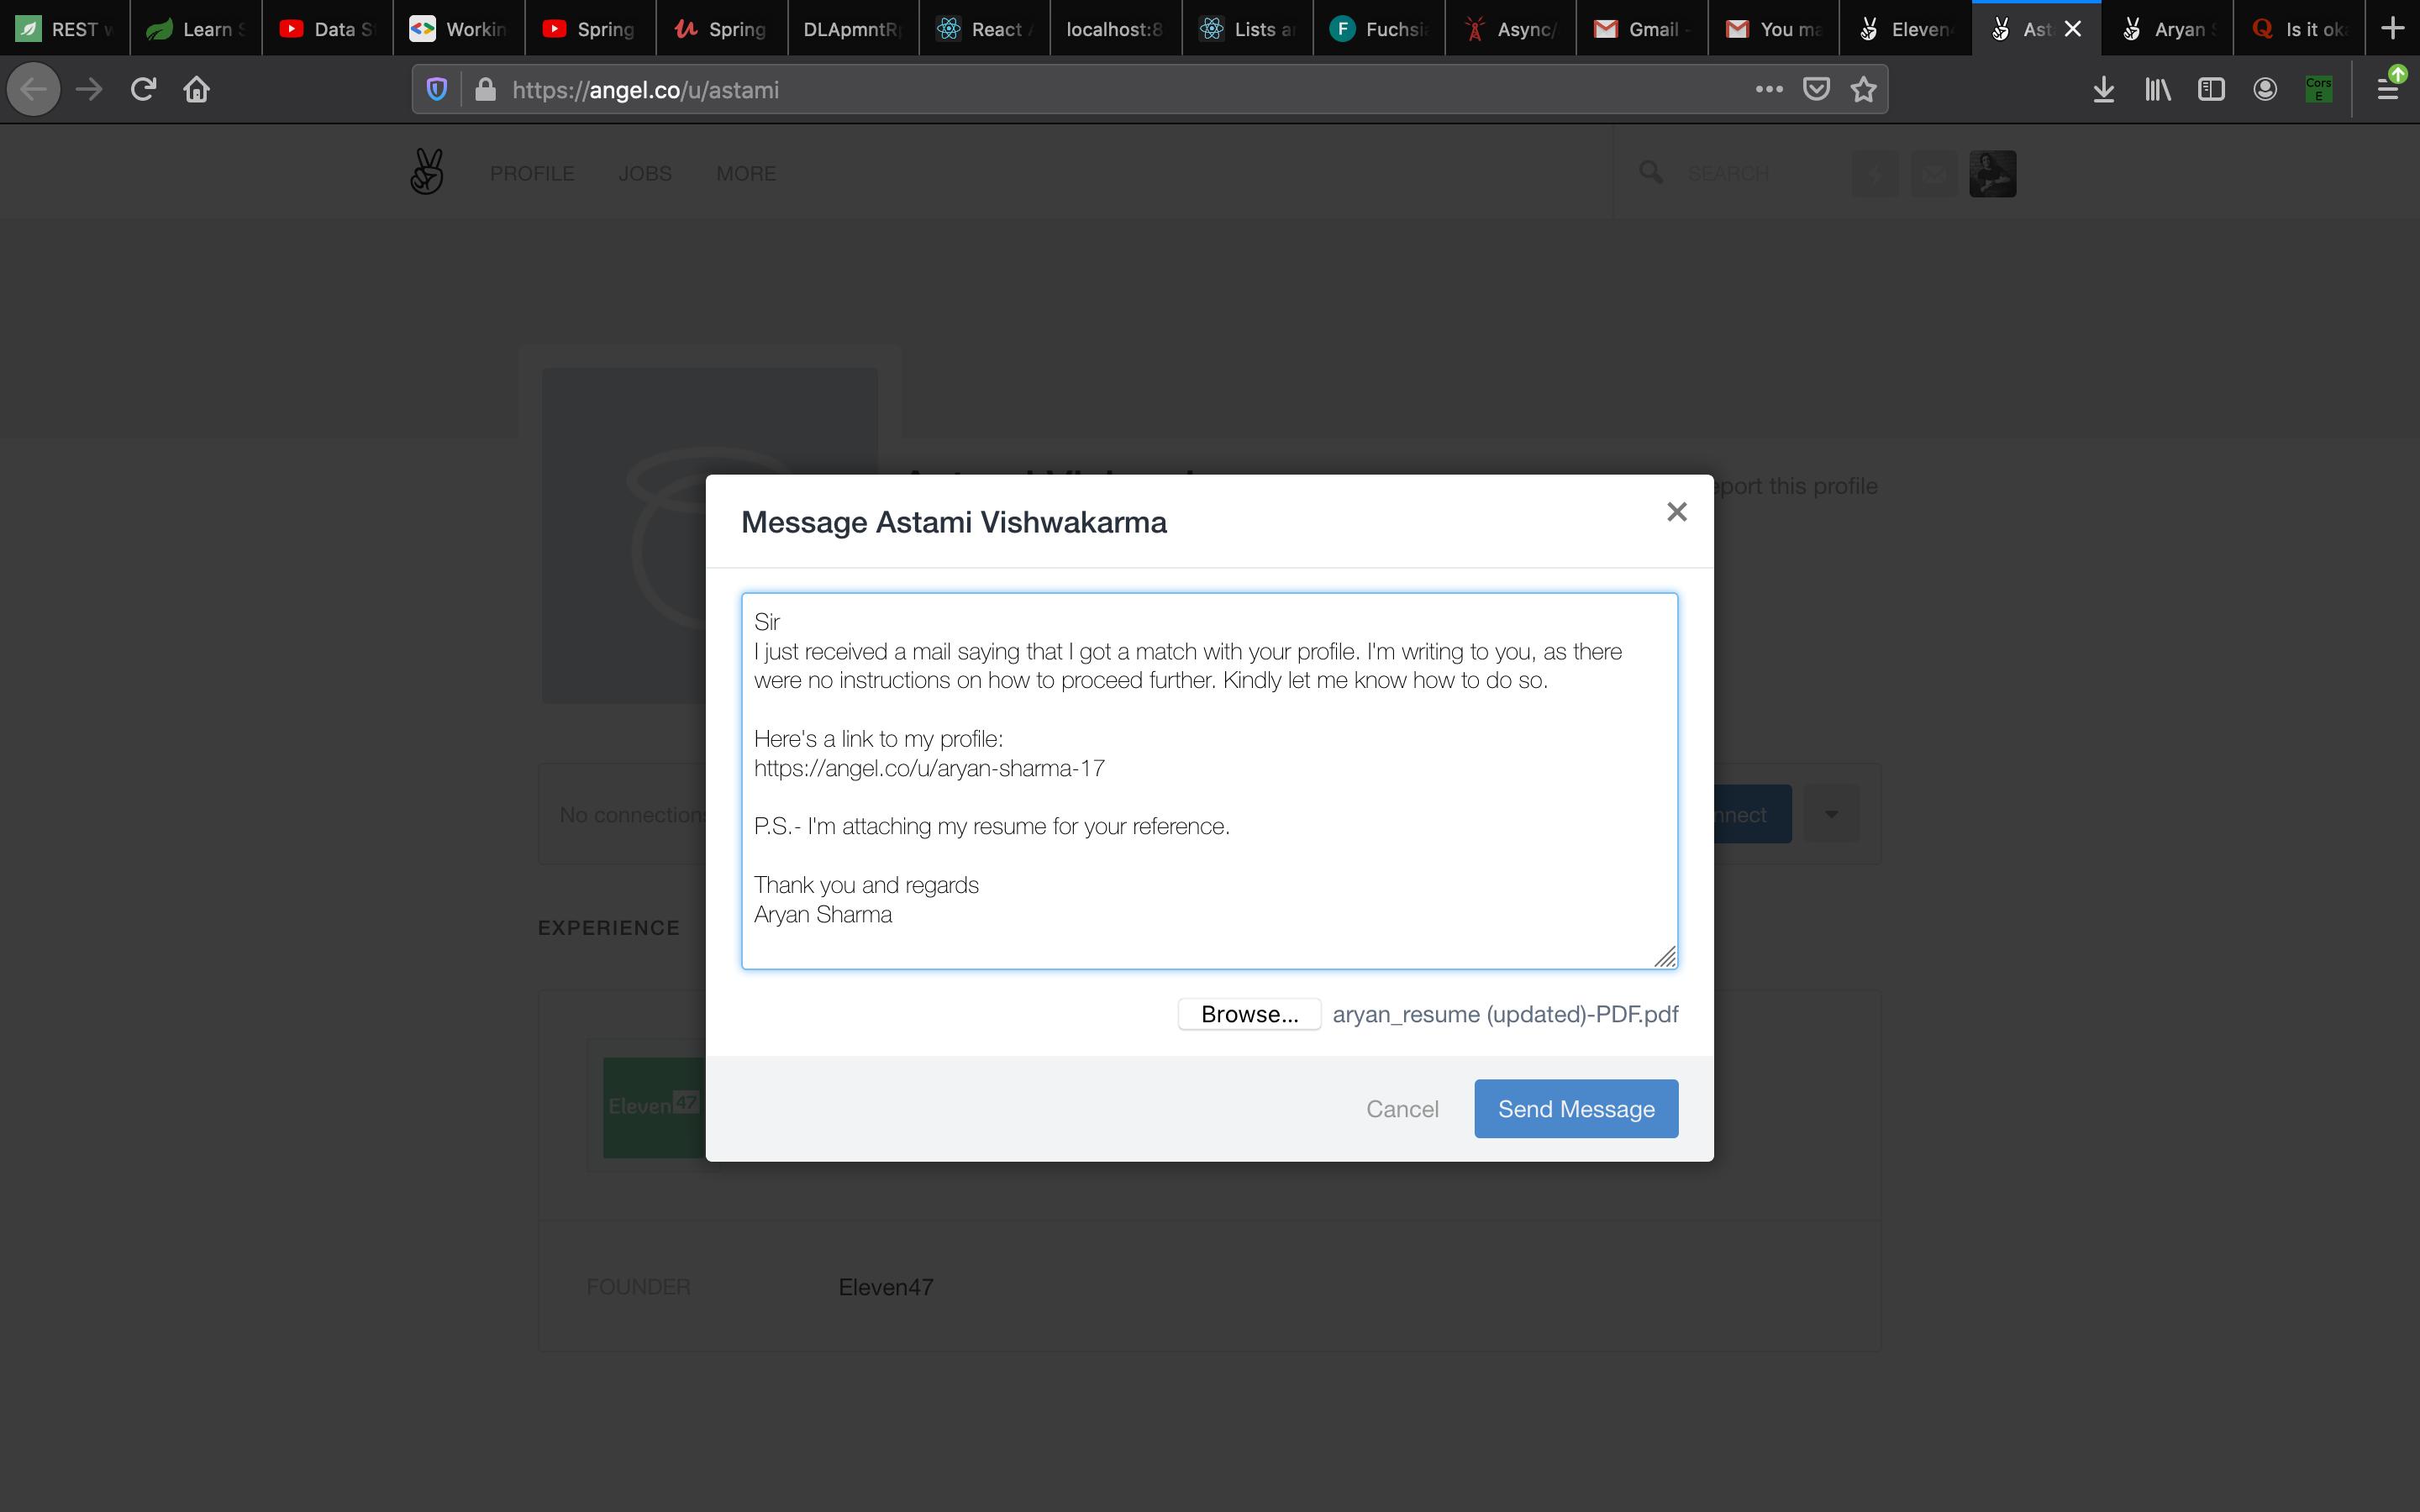 REST w
Learn S
Data S
Workin
Spring
Spring
DLApmntR
React
localhost:8
Lists a
Fuchsi
Async/
Gmail -
You ma
Eleven
Ast
Aryan S
Is it ok
https://angel.co/u/astami
Cors
E
PROFILE JOBS MORE
SEARCH
eport this profile
Message Astami Vishwakarma
Sir
I just received a mail saying that I got a match with your profile. I'm writing to you, as there
were no instructions on how to proceed further. Kindly let me know how to do so.
Here's a link to my profile:
https://angel.co/u/aryan-sharma-17
No connections
nnect
P.S.- I'm attaching my resume for your reference.
Thank you and regards
Aryan Sharma
EXPERIENCE
Browse... aryan_resume (updated)-PDF.pdf
Eleven47
Cancel Send Message
FOUNDER Eleven47